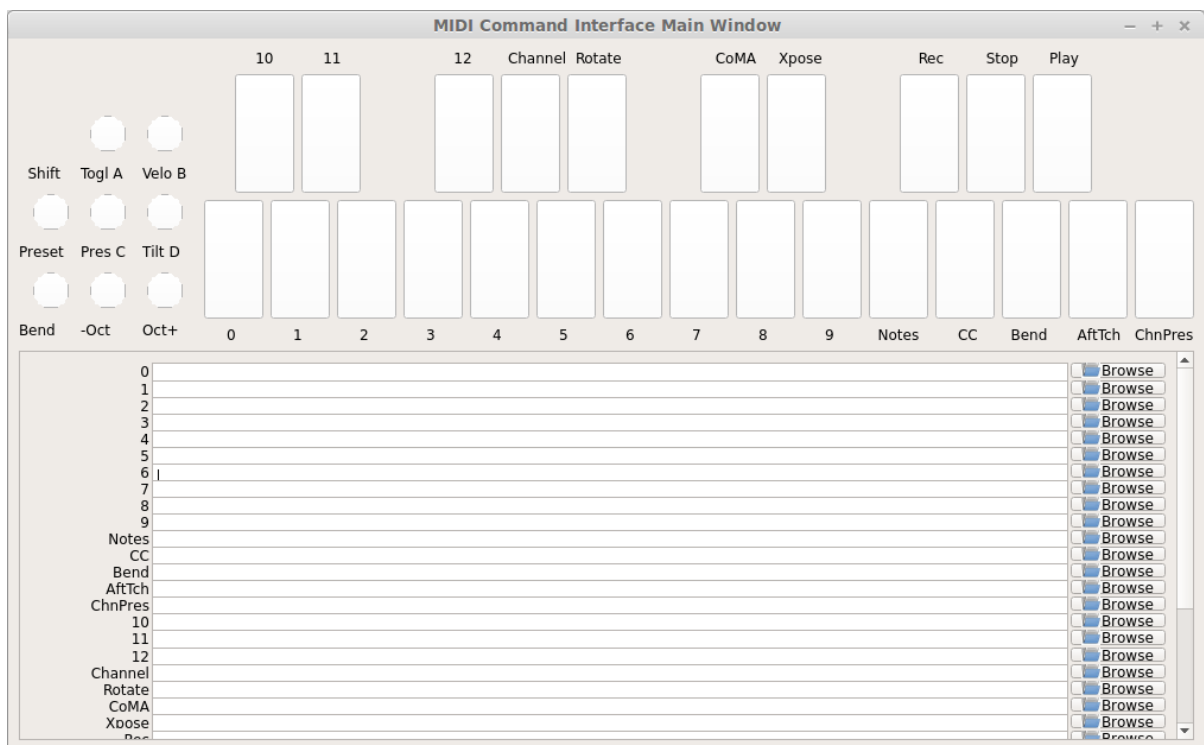 MIDI Command Interface Main Window
10 11 12 Channel Rotate CoMA Xpose Rec Stop Play
Shift Togl A Velo B
Preset Pres C Tilt D
Bend -Oct Oct+
0 1 2 3 4 5 6 7 8 9 Notes CC Bend AftTch ChnPres
0 Browse
1 Browse
2 Browse
3 Browse
4 Browse
5 Browse
6 Browse
7 Browse
8 Browse
9 Browse
Notes Browse
CC Browse
Bend Browse
AftTch Browse
ChnPres Browse
10 Browse
11 Browse
12 Browse
Channel Browse
Rotate Browse
CoMA Browse
Xpose Browse
Rec Browse